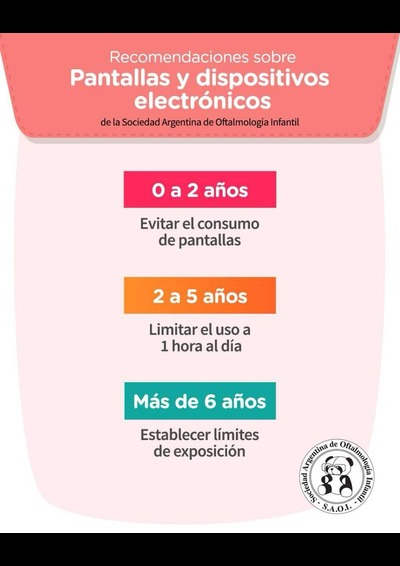 Recomendaciones sobre
Pantallas y dispositivos
electrónicos
de la Sociedad Argentina de Oftalmología Infantil
0 a 2 años
Evitar el consumo
de pantallas
2 a 5 años
Limitar el uso a
1 hora al día
Más de 6 años
Establecer límites
de exposición
Sociedad Argentina de Oftalmología Infantil